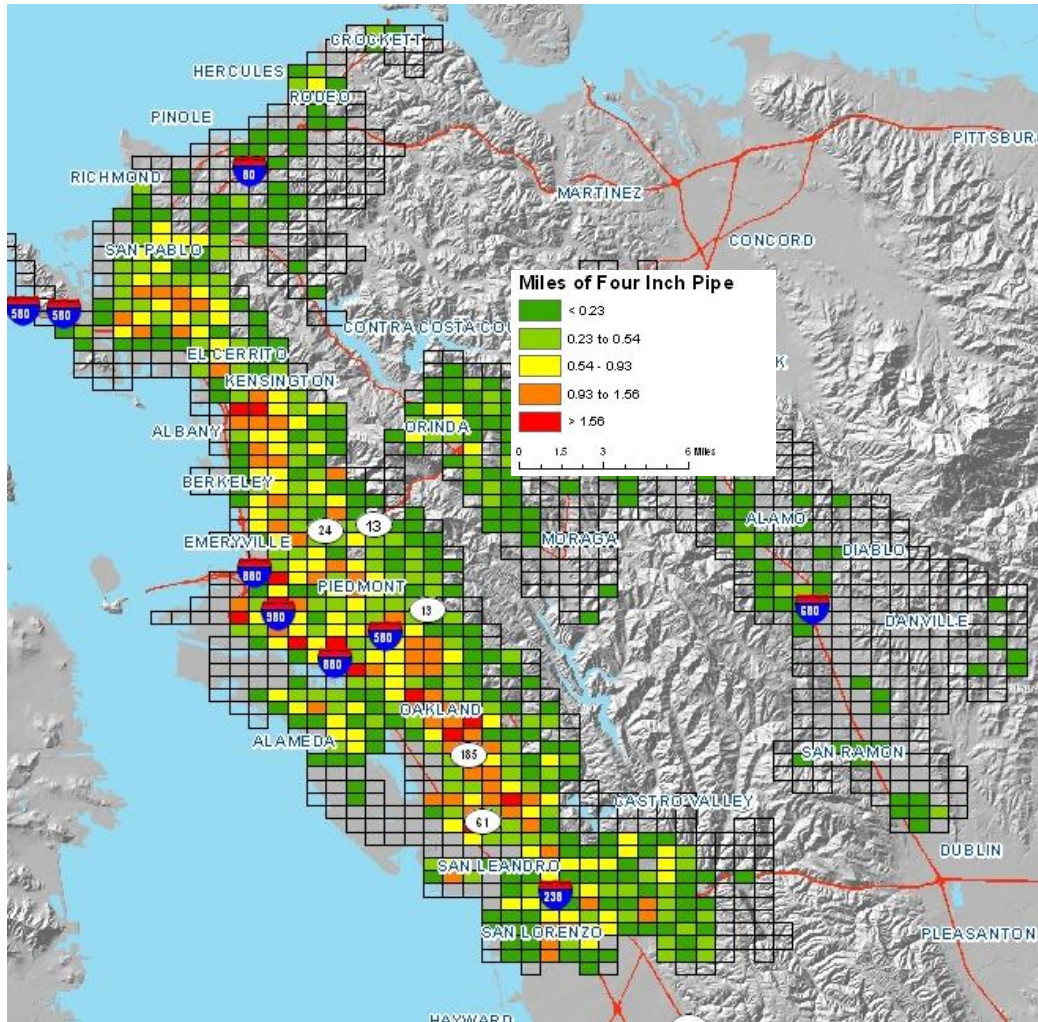 CROCKETT
HERCULES
RODEO
PINOLE
PITTSBUR
80
RICHMOND
MARTINEZ
CONCORD
SAN PABLO
Miles of Four Inch Pipe
< 0.23
0.23 to 0.54
0.54 - 0.93
0.93 to 1.56
> 1.56
0 1.5 3 6 Miles
580
580
CONTRA COSTA COU
EL CERRITO
K
KENSINGTON
ALBANY
ORINDA
BERKELEY
ALAMO
24
13
EMERYVILLE
MORAGA
DIABLO
880
PIEDMONT
980
13
680
DANVILLE
580
880
OAKLAND
ALAMEDA
185
SAN RAMON
CASTRO VALLEY
61
DUBLIN
SAN LEANDRO
238
SAN LORENZO
PLEASANTON
HAYWARD